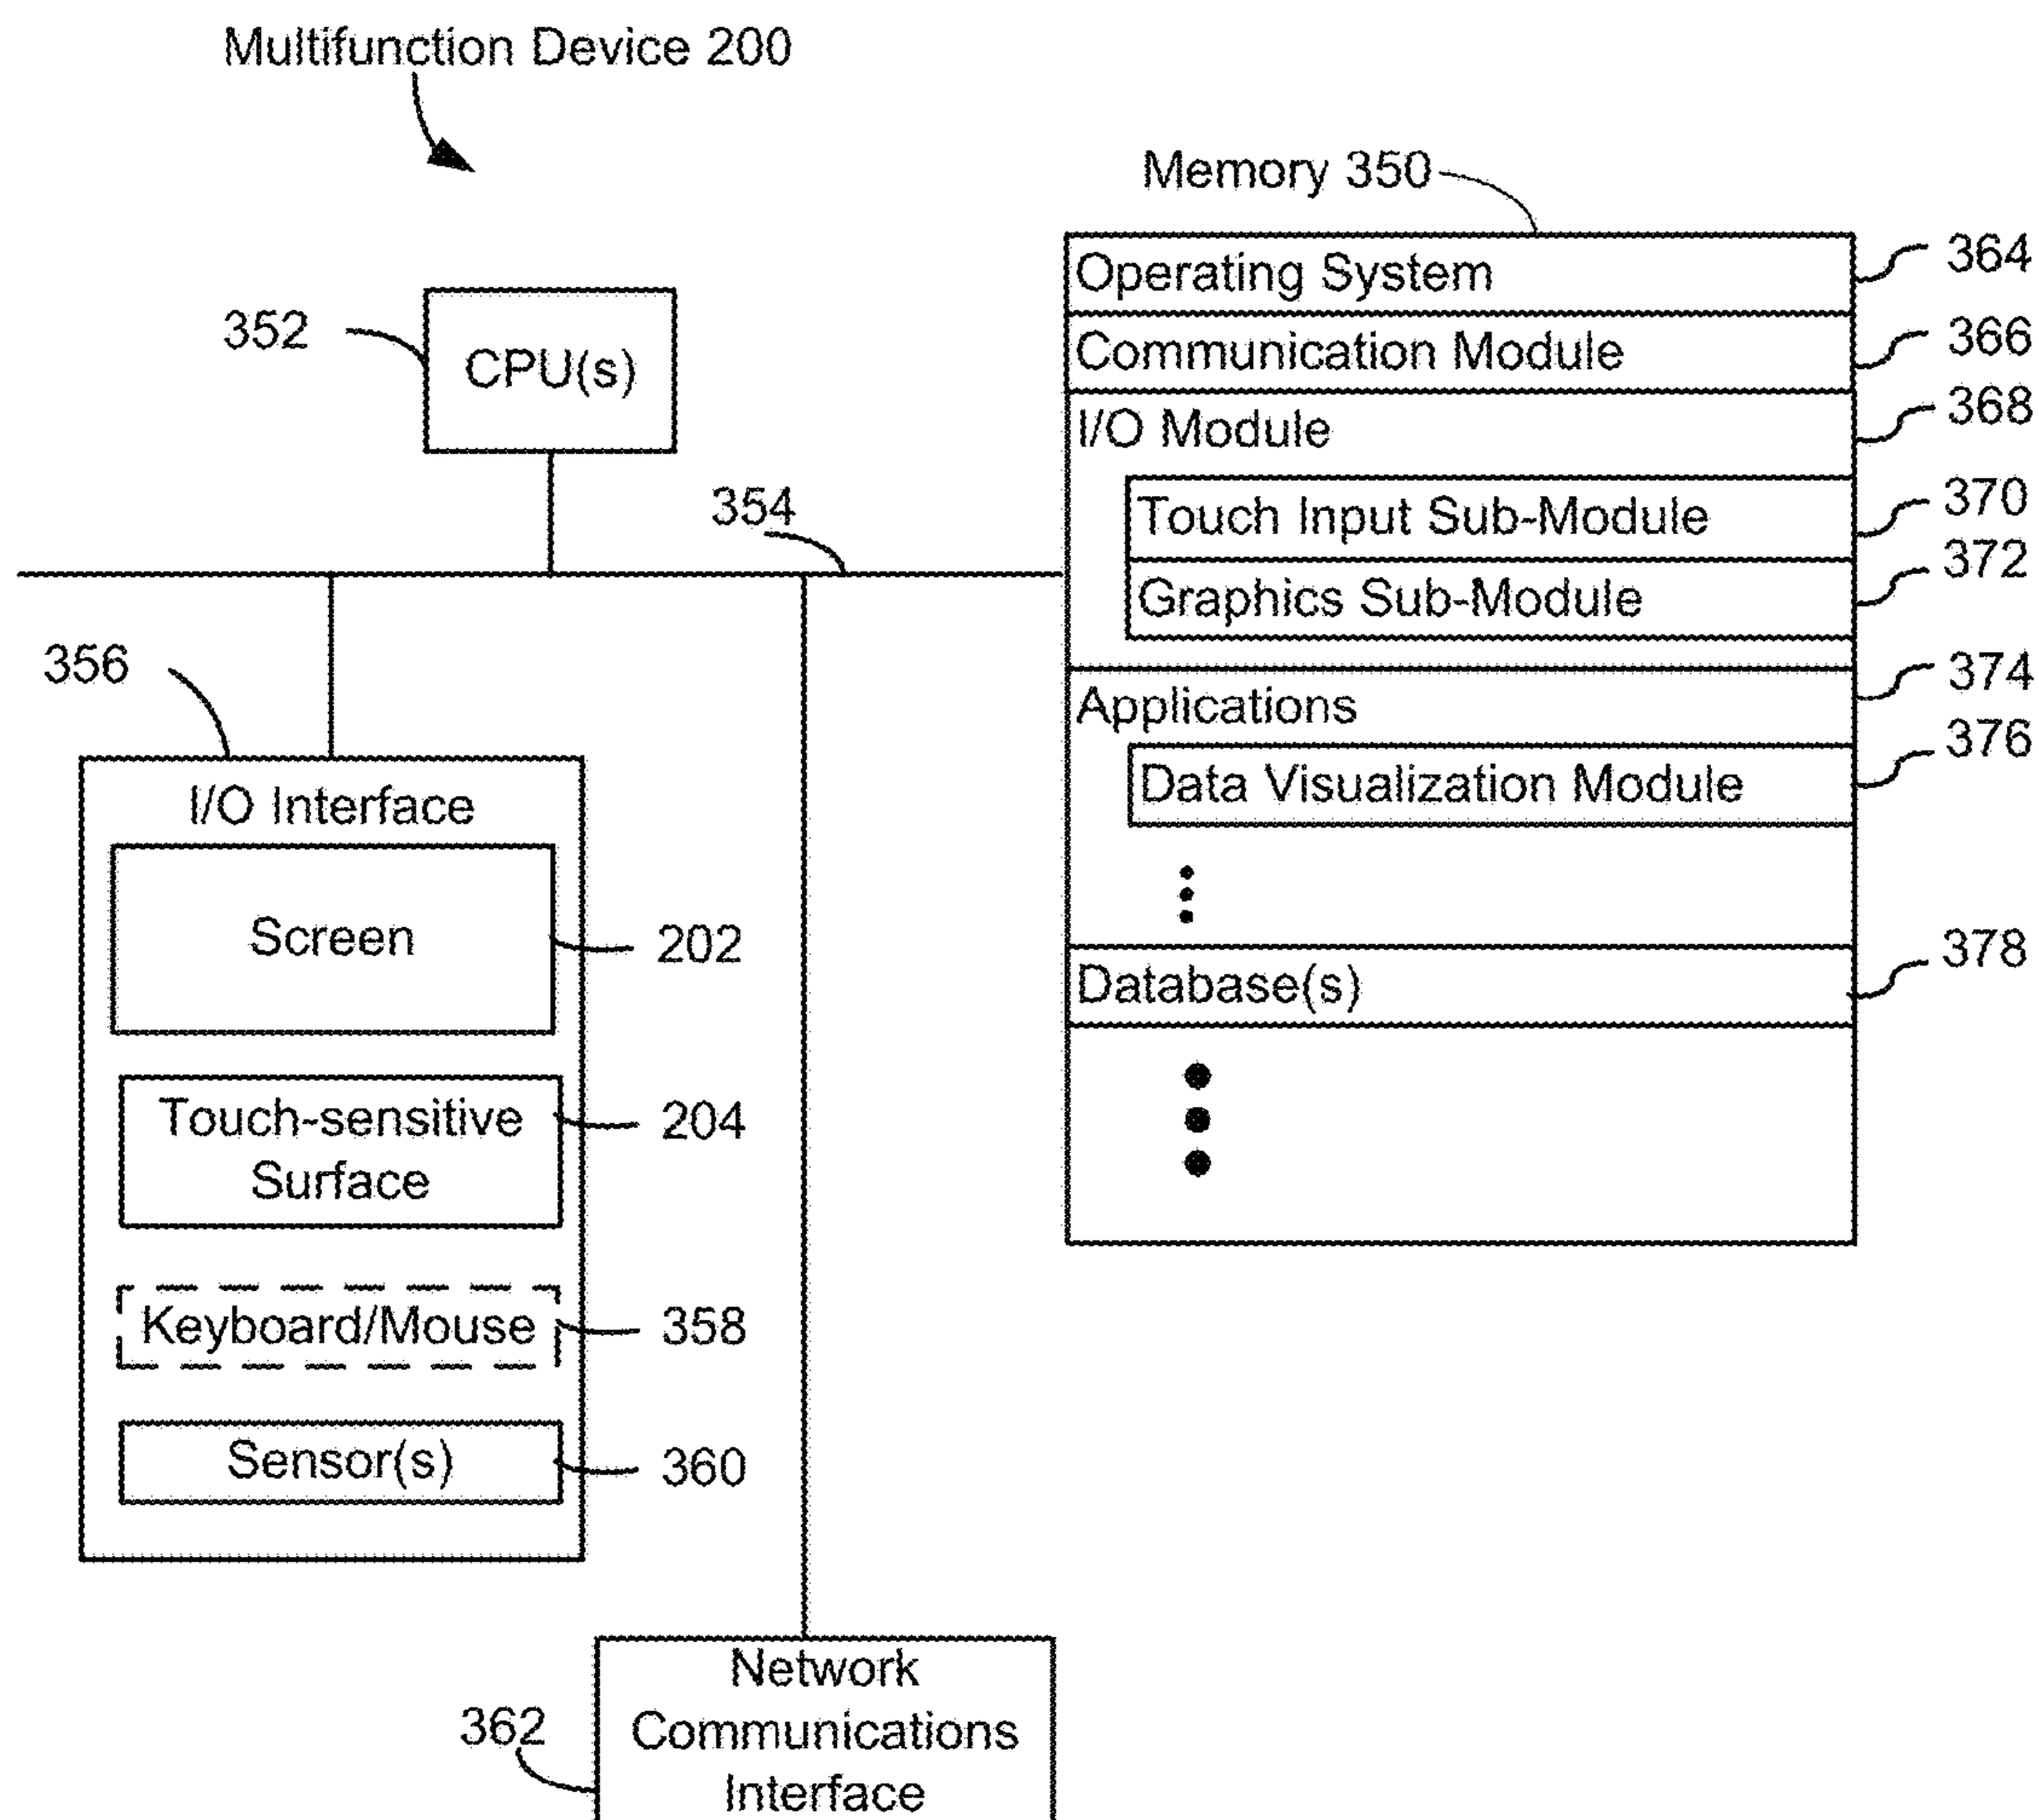 Multifunction Device 200
Memory 350
Operating System
364
Communication Module
366
I/O Module
368
Touch Input Sub-Module
370
Graphics Sub-Module
372
Applications
374
Data Visualization Module
376
Database(s)
378
352
CPU(s)
354
356
I/O Interface
Screen
202
Touch-sensitive
Surface
204
Keyboard/Mouse
358
Sensor(s)
360
362
Network
Communications
Interface